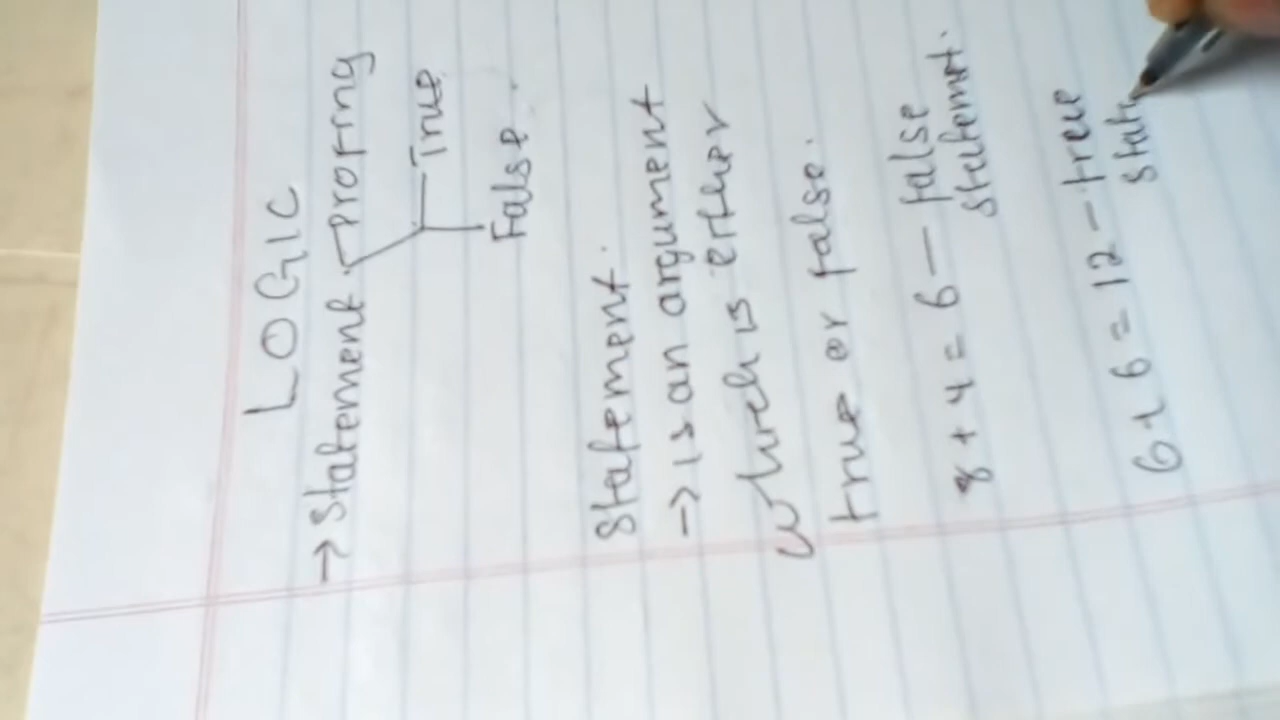 LOGIC
→ Statement. proring
True
False.
Statement.
→ is an argument
which is either
true or false.
8 + 4 = 6 — false
statement.
6 + 6 = 12 — true
state